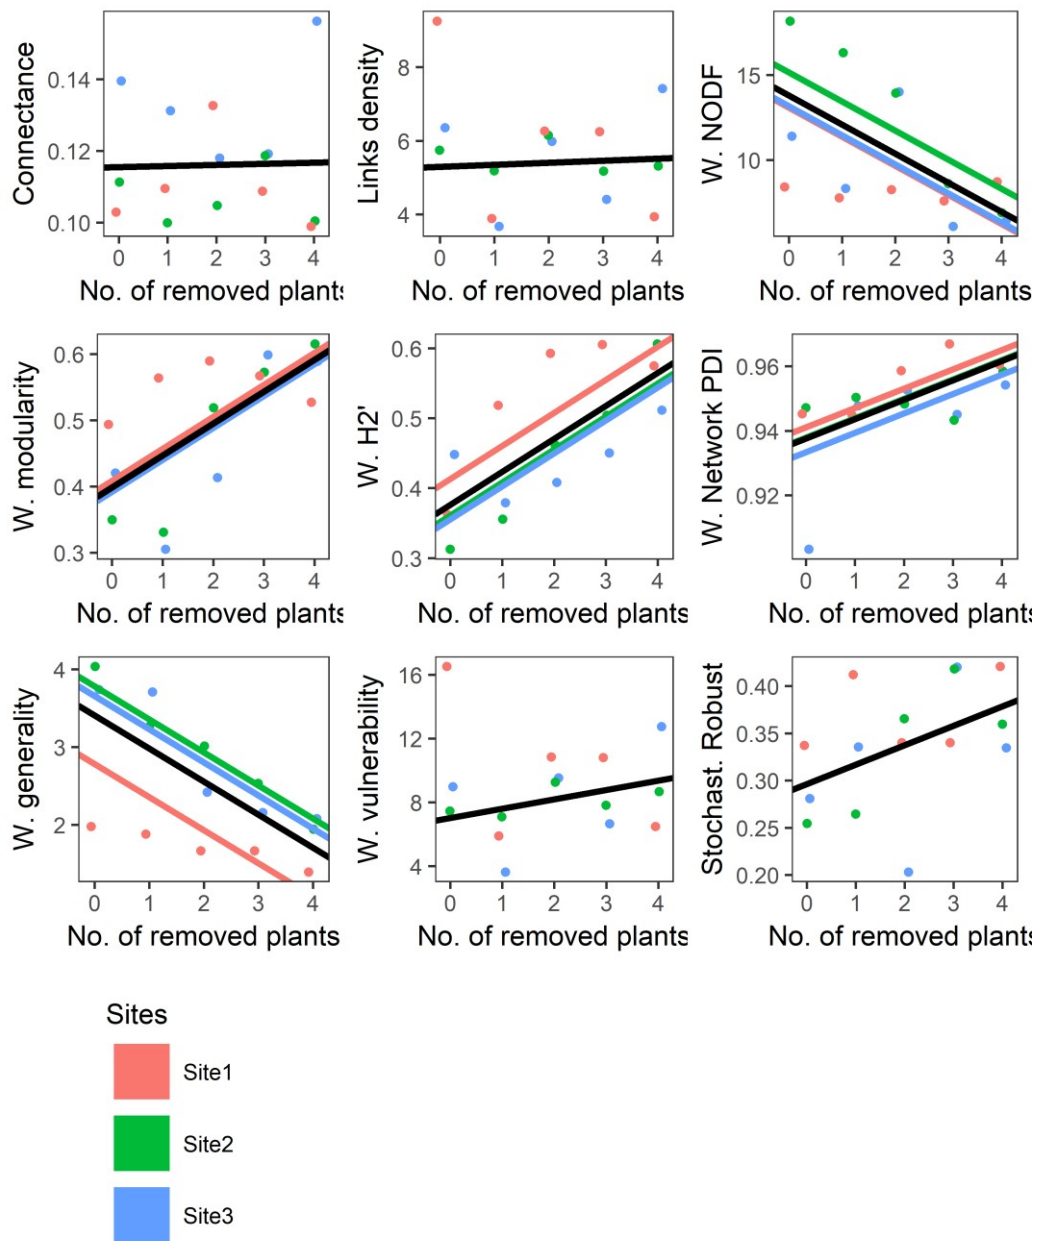 Connectance
0.14
0.12
0.10
0 1 2 3 4
No. of removed plants
Links density
8
6
4
0 1 2 3 4
No. of removed plants
W. NODF
15
10
0 1 2 3 4
No. of removed plants
W. modularity
0.6
0.5
0.4
0.3
0 1 2 3 4
No. of removed plants
W. H2'
0.6
0.5
0.4
0.3
0 1 2 3 4
No. of removed plants
W. Network PDI
0.96
0.94
0.92
0 1 2 3 4
No. of removed plants
W. generality
4
3
2
0 1 2 3 4
No. of removed plants
W. vulnerability
16
12
8
4
0 1 2 3 4
No. of removed plants
Stochast. Robust
0.40
0.35
0.30
0.25
0.20
0 1 2 3 4
No. of removed plants
Sites
Site1
Site2
Site3